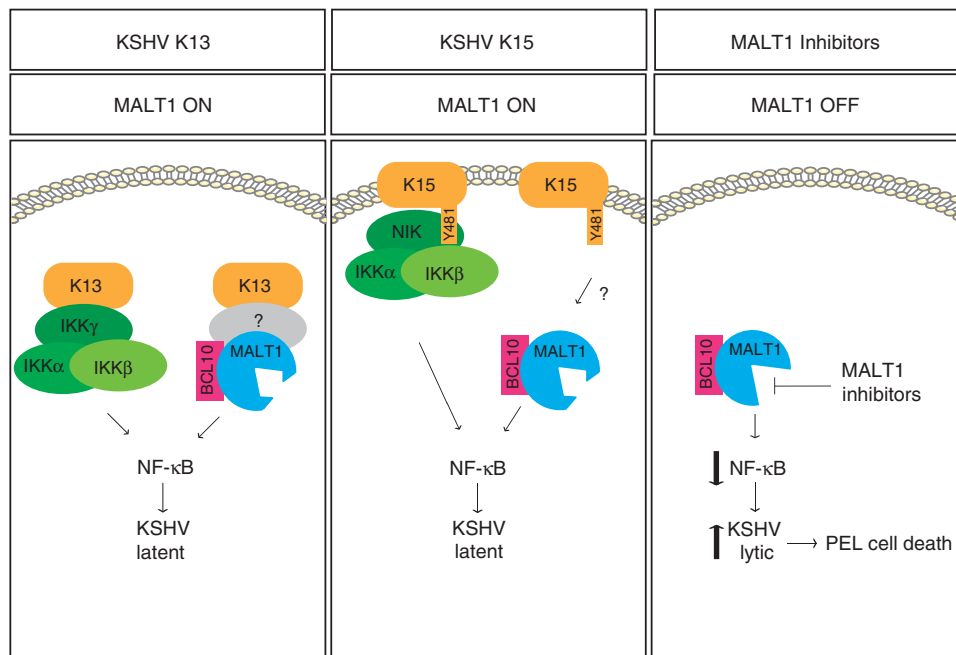 KSHV K13
MALT1 ON
K13
K13
IKKγ
?
IKKα
IKKβ
BCL10
MALT1
NF-κB
KSHV
latent
KSHV K15
MALT1 ON
K15
K15
Y481
Y481
NIK
IKKα
IKKβ
?
BCL10
MALT1
NF-κB
KSHV
latent
MALT1 Inhibitors
MALT1 OFF
BCL10
MALT1
MALT1
inhibitors
NF-κB
KSHV
lytic
PEL cell death